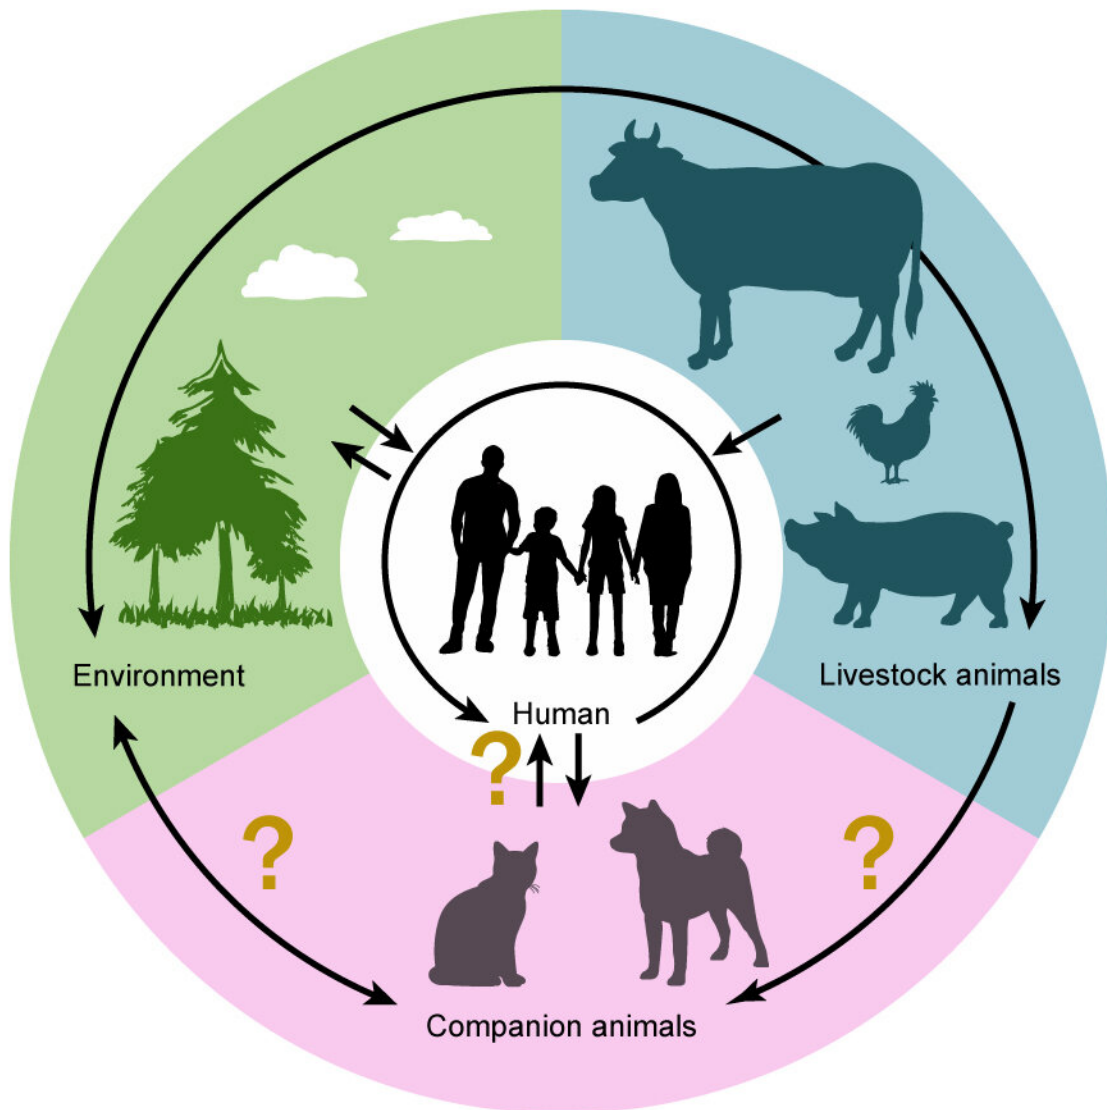 Environment
Livestock animals
Human
?
?
?
Companion animals